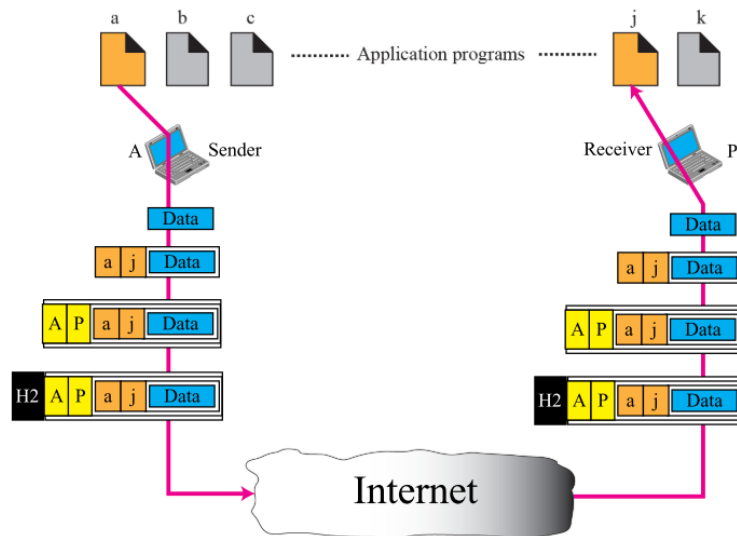 a b c j k
Application programs
A Sender Receiver P
Data Data
a j Data a j Data
A P a j Data A P a j Data
H2 A P a j Data H2 A P a j Data
Internet